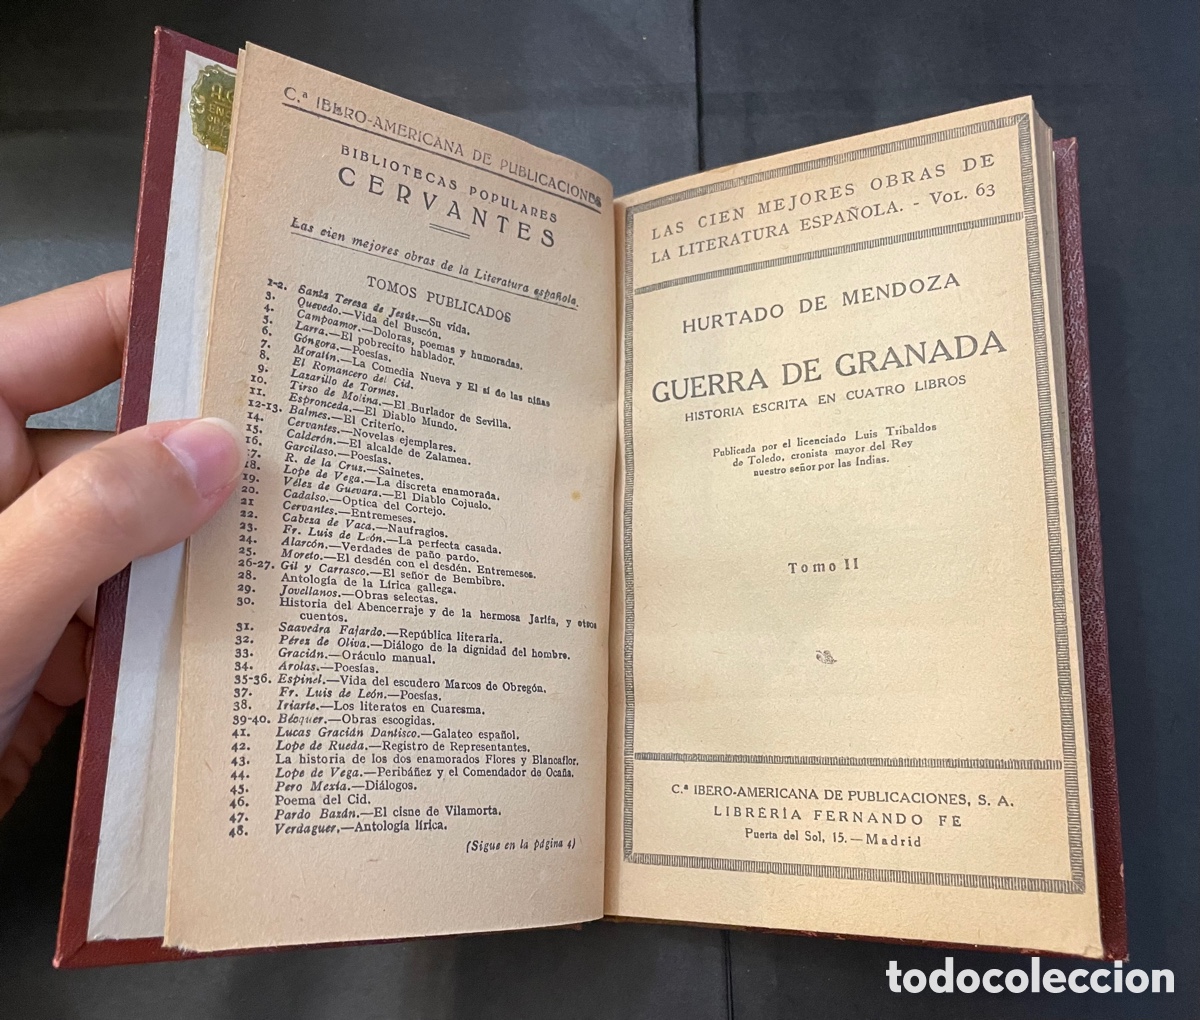 C.ª IBERO-AMERICANA DE PUBLICACIONES
BIBLIOTECAS POPULARES
CERVANTES
Las cien mejores obras de la Literatura española.
TOMOS PUBLICADOS
1-2. Santa Teresa de Jesús.—Su vida.
3. Quevedo.—Vida del Buscón.
4. Campoamor.—Doloras, poemas y humoradas.
5. Larra.—El pobrecito hablador.
6. Góngora.—Poesías.
7. Moratín.—La Comedia Nueva y El sí de las niñas
8. El Romancero del Cid.
9. Lazarillo de Tormes.
10. Tirso de Molina.—El Burlador de Sevilla.
11. Espronceda.—El Diablo Mundo.
12-13. Balmes.—El Criterio.
14. Cervantes.—Novelas ejemplares.
15. Calderón.—El alcalde de Zalamea.
16. Garcilaso.—Poesías.
17. R. de la Cruz.—Sainetes.
18. Lope de Vega.—La discreta enamorada.
19. Vélez de Guevara.—El Diablo Cojuelo.
20. Cadalso.—Optica del Cortejo.
21 Cervantes.—Entremeses.
22. Cabeza de Vaca.—Naufragios.
23. Fr. Luis de León.—La perfecta casada.
24. Alarcón.—Verdades de paño pardo.
25. Moreto.—El desdén con el desdén. Entremeses.
26-27. Gil y Carrasco.—El señor de Bembibre.
28. Antología de la Lírica gallega.
29. Jovellanos.—Obras selectas.
30. Historia del Abencerraje y de la hermosa Jarifa, y otros
cuentos.
31. Saavedra Fajardo.—República literaria.
32. Pérez de Oliva.—Diálogo de la dignidad del hombre.
33. Gracián.—Oráculo manual.
34. Arolas.—Poesías.
35-36. Espinel.—Vida del escudero Marcos de Obregón.
37. Fr. Luis de León.—Poesías.
38. Iriarte.—Los literatos en Cuaresma.
39-40. Bécquer.—Obras escogidas.
41. Lucas Gracián Dantisco.—Galateo español.
42. Lope de Rueda.—Registro de Representantes.
43. La historia de los dos enamorados Flores y Blancaflor.
44. Lope de Vega.—Peribáñez y el Comendador de Ocaña.
45. Pero Mexía.—Diálogos.
46. Poema del Cid.
47. Pardo Bazán.—El cisne de Vilamorta.
48. Verdaguer.—Antología lírica.
(Sigue en la página 4)
LAS CIEN MEJORES OBRAS DE
LA LITERATURA ESPAÑOLA. - VOL. 63
HURTADO DE MENDOZA
GUERRA DE GRANADA
HISTORIA ESCRITA EN CUATRO LIBROS
Publicada por el licenciado Luis Tribaldos
de Toledo, cronista mayor del Rey
nuestro señor por las Indias.
Tomo II
C.ª IBERO-AMERICANA DE PUBLICACIONES, S. A.
LIBRERÍA FERNANDO FE
Puerta del Sol, 15.—Madrid
todocoleccion